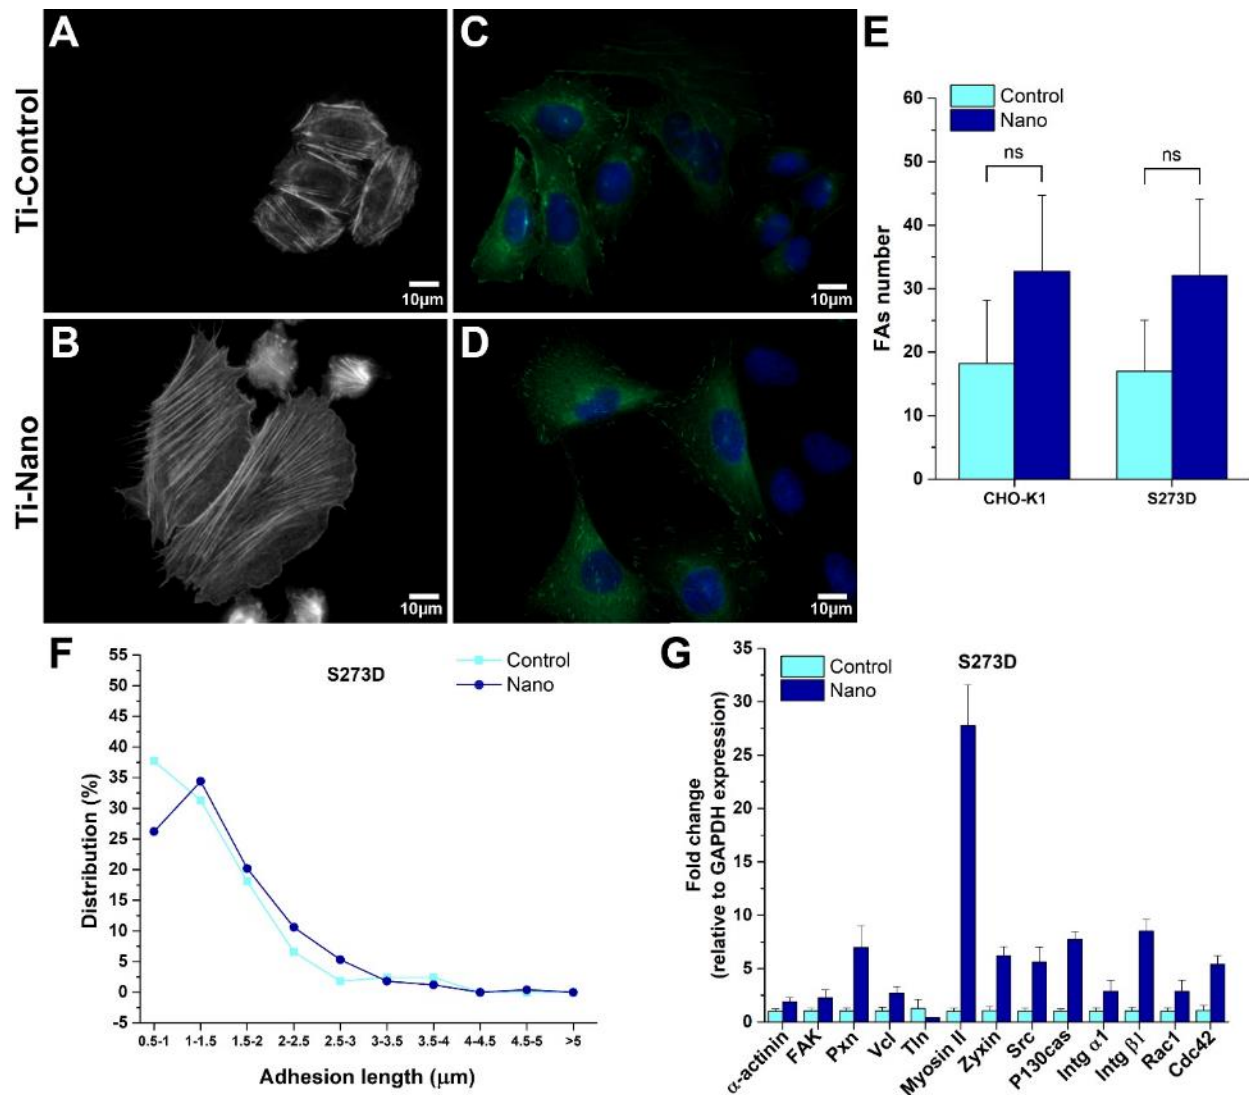 A
C
E
Ti-Control
10µm
10µm
B
D
Ti-Nano
10µm
10µm
Control
Nano
60
50
40
30
20
10
0
FAs number
ns
ns
CHO-K1
S273D
F
S273D
Control
Nano
55
50
45
40
35
30
25
20
15
10
5
0
-5
Distribution (%)
0.5-1 1-1.5 1.5-2 2-2.5 2.5-3 3-3.5 3.5-4 4-4.5 4.5-5 >5
Adhesion length (µm)
G
S273D
Control
Nano
35
30
25
20
15
10
5
0
Fold change
(relative to GAPDH expression)
α-actinin
FAK
Pxn
Vcl
Tln
Myosin II
Zyxin
Src
P130cas
Intg α1
Intg β1
Rac1
Cdc42